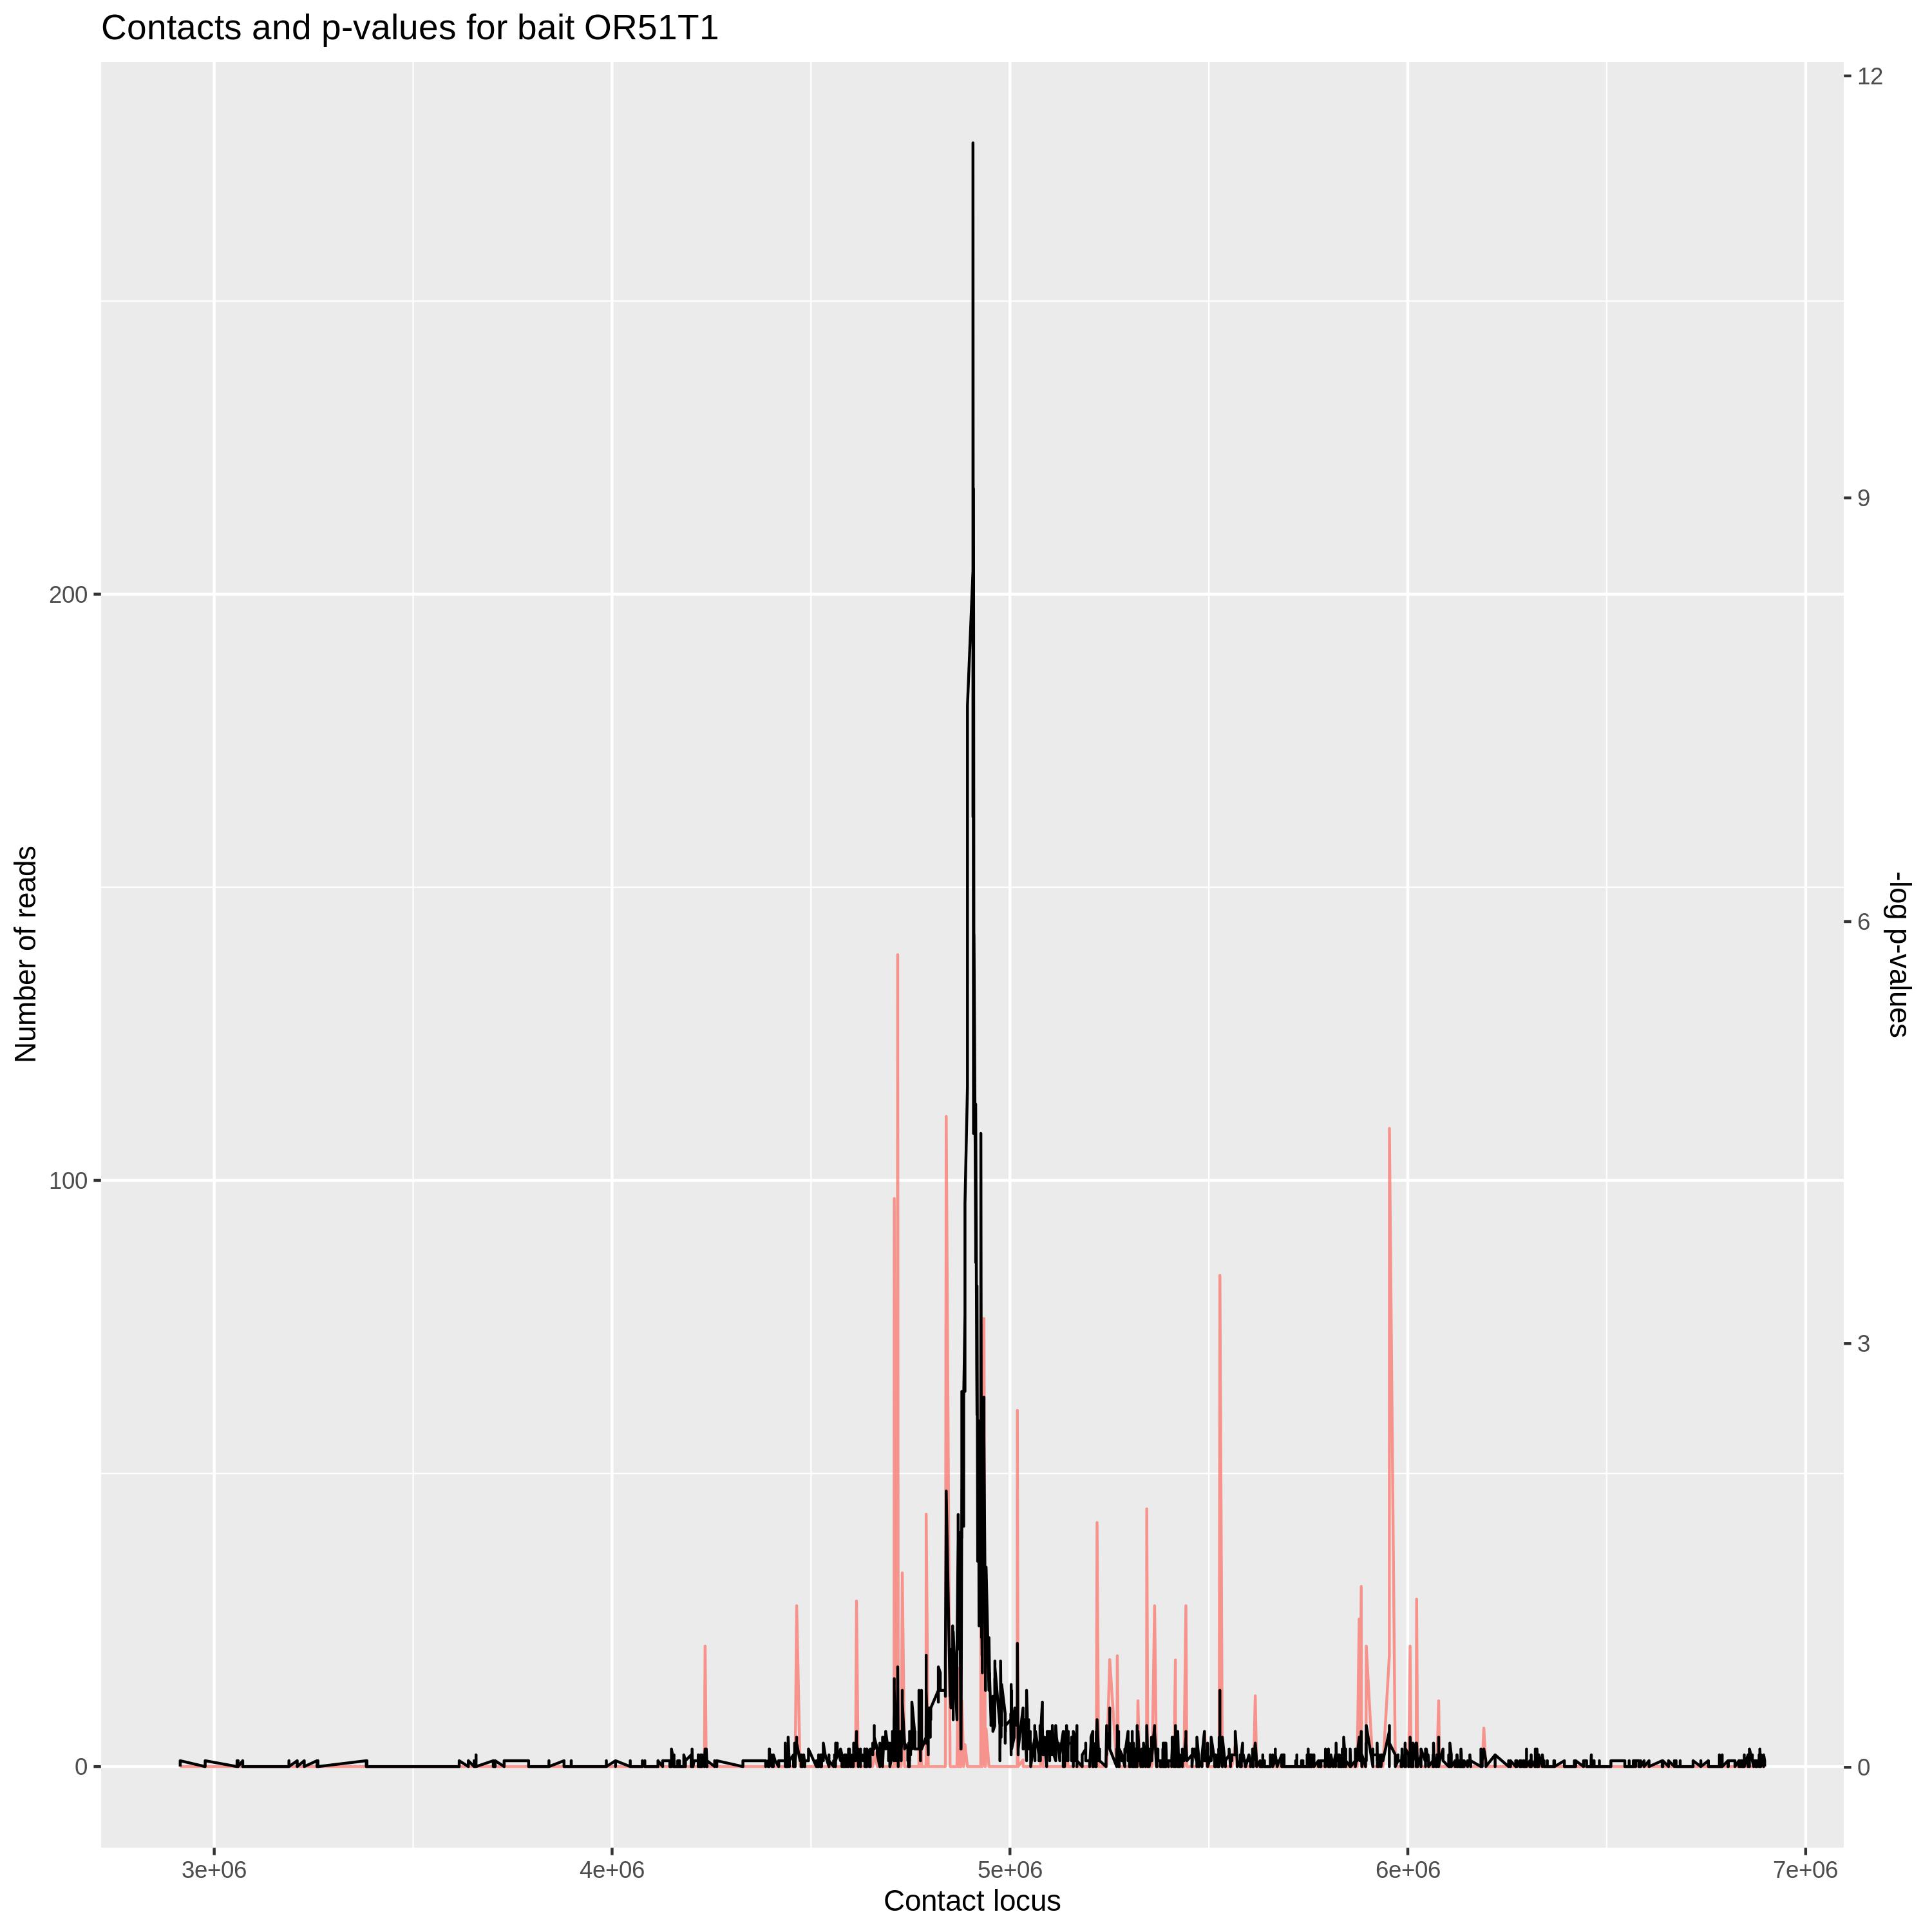 Contacts and p-values for bait OR51T1
12
9
6
3
0
200
100
0
Number of reads
-log p-values
3e+06 4e+06 5e+06 6e+06 7e+06
Contact locus